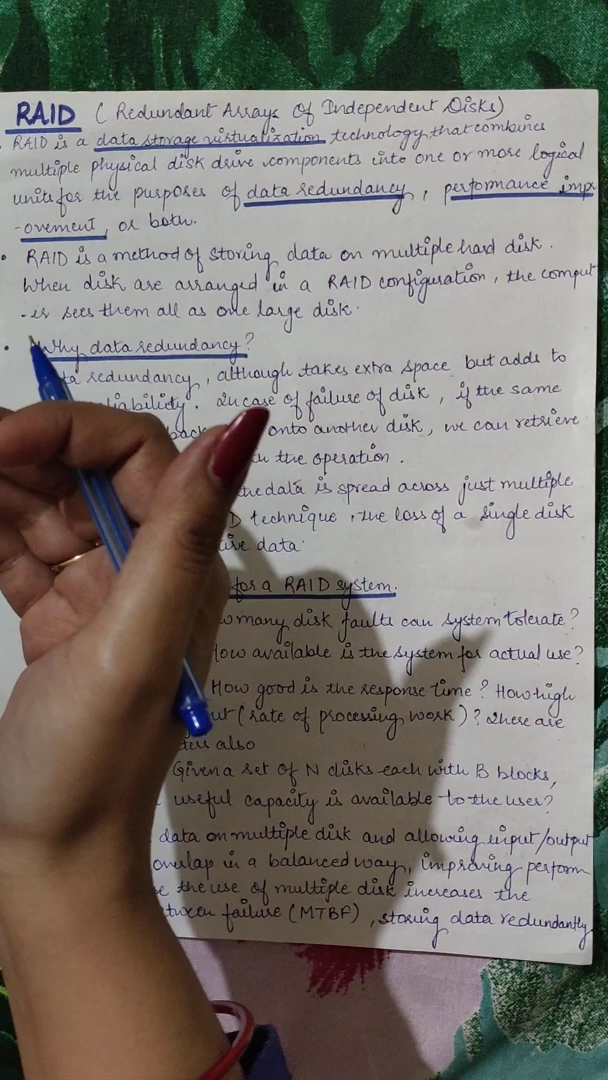 RAID ( Redundant Arrays Of Independent Disks)
RAID is a data storage virtualization technology that combines
multiple physical disk drive components into one or more logical
units for the purposes of data redundancy, performance impr
-ovement, or both.
• RAID is a method of storing data on multiple hard disk.
When disk are arranged in a RAID configuration, the comput
-er sees them all as one large disk.
• Why data redundancy?
redundancy, although takes extra space but adds to
In case of failure of disk, if the same
back onto another disk, we can retrieve
the operation.
the data is spread across just multiple
technique, the loss of a single disk
data.
for a RAID system.
many disk faults can system tolerate?
How available is the system for actual use?
How good is the response time? How high
(rate of processing work)? There are
also
Given a set of N disks each with B blocks,
useful capacity is available to the user?
data on multiple disk and allowing input/output
overlap in a balanced way, improving perform
the use of multiple disk increases the
between failure (MTBF), storing data redundantly